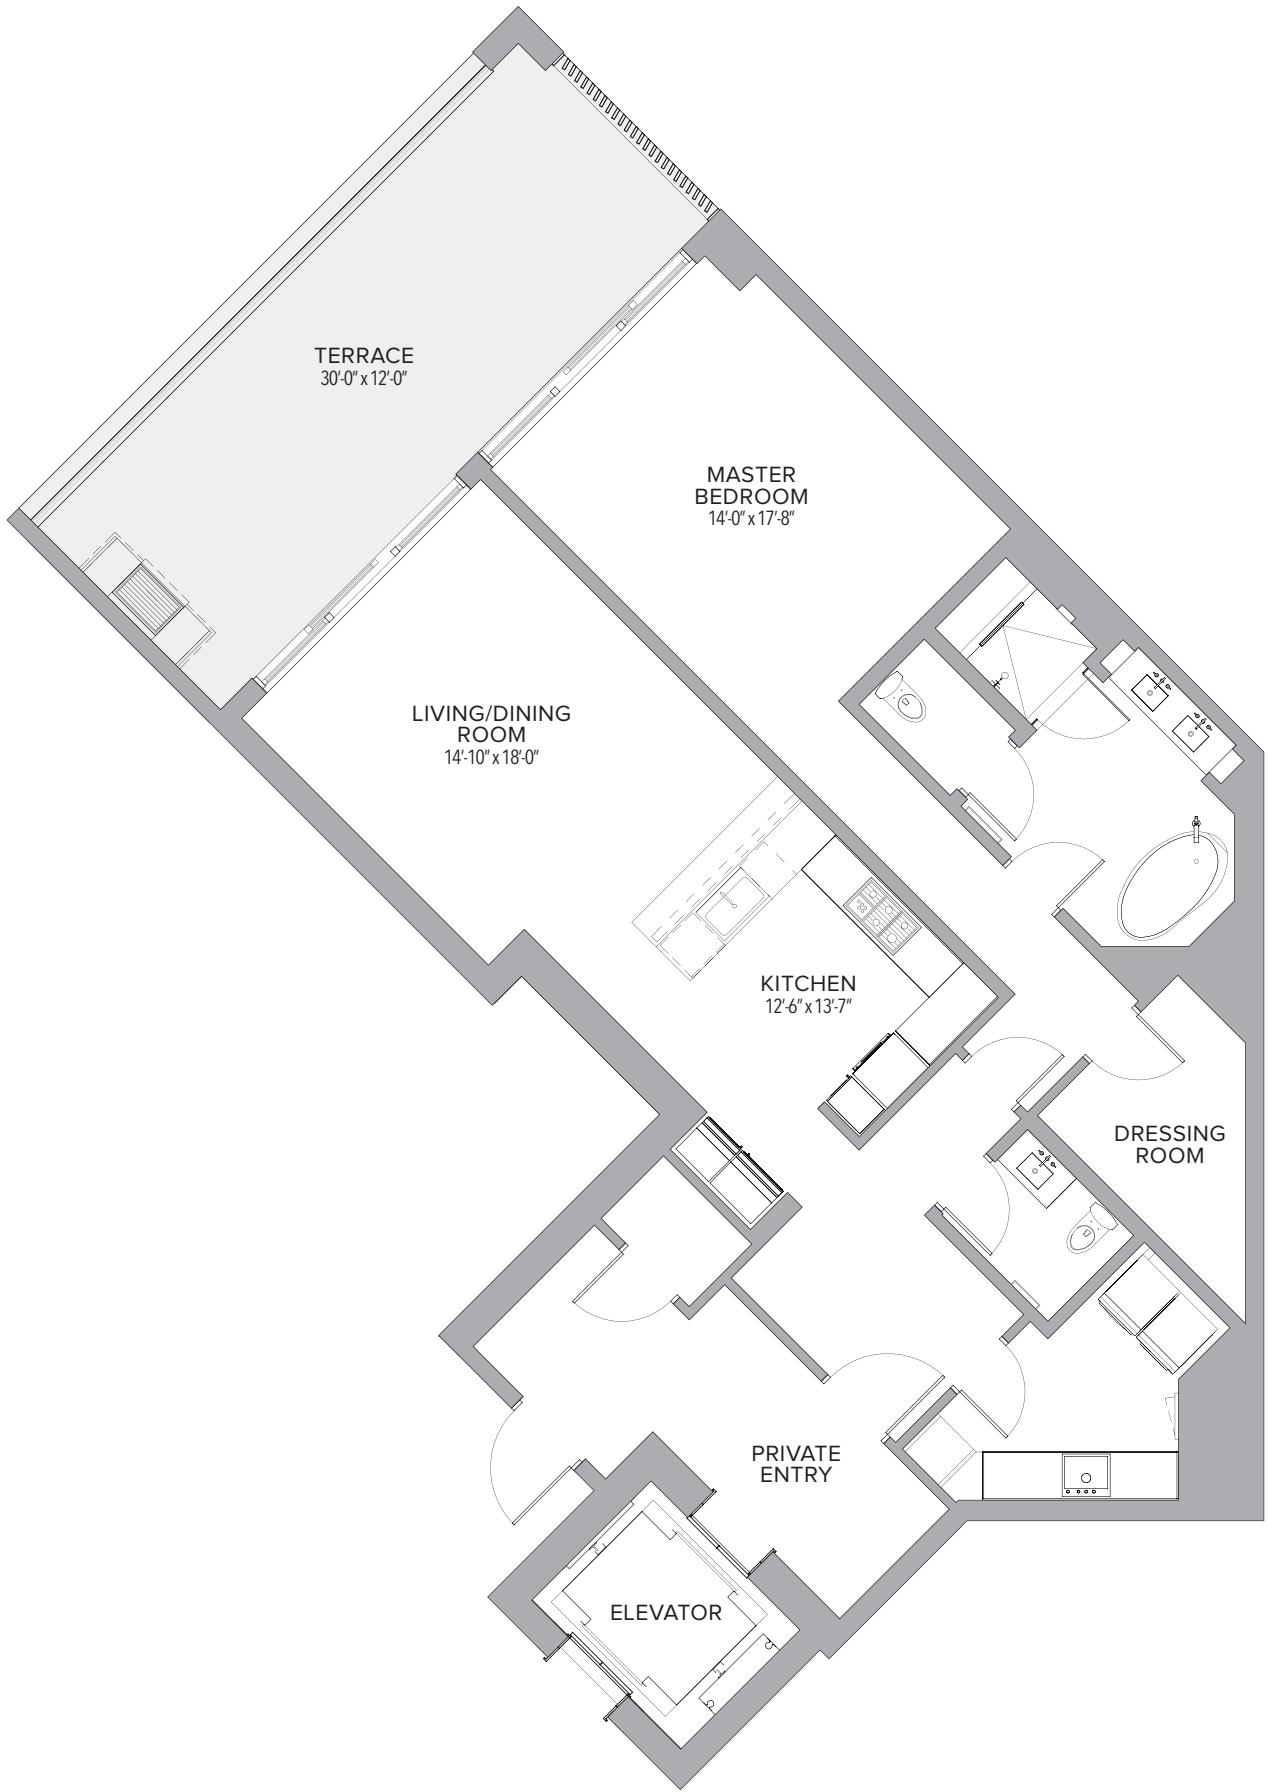 TERRACE
30'-0" x 12'-0"
MASTER
BEDROOM
14'-0" x 17'-8"
LIVING/DINING
ROOM
14'-10" x 18'-0"
KITCHEN
12'-6" x 13'-7"
DRESSING
ROOM
PRIVATE
ENTRY
ELEVATOR